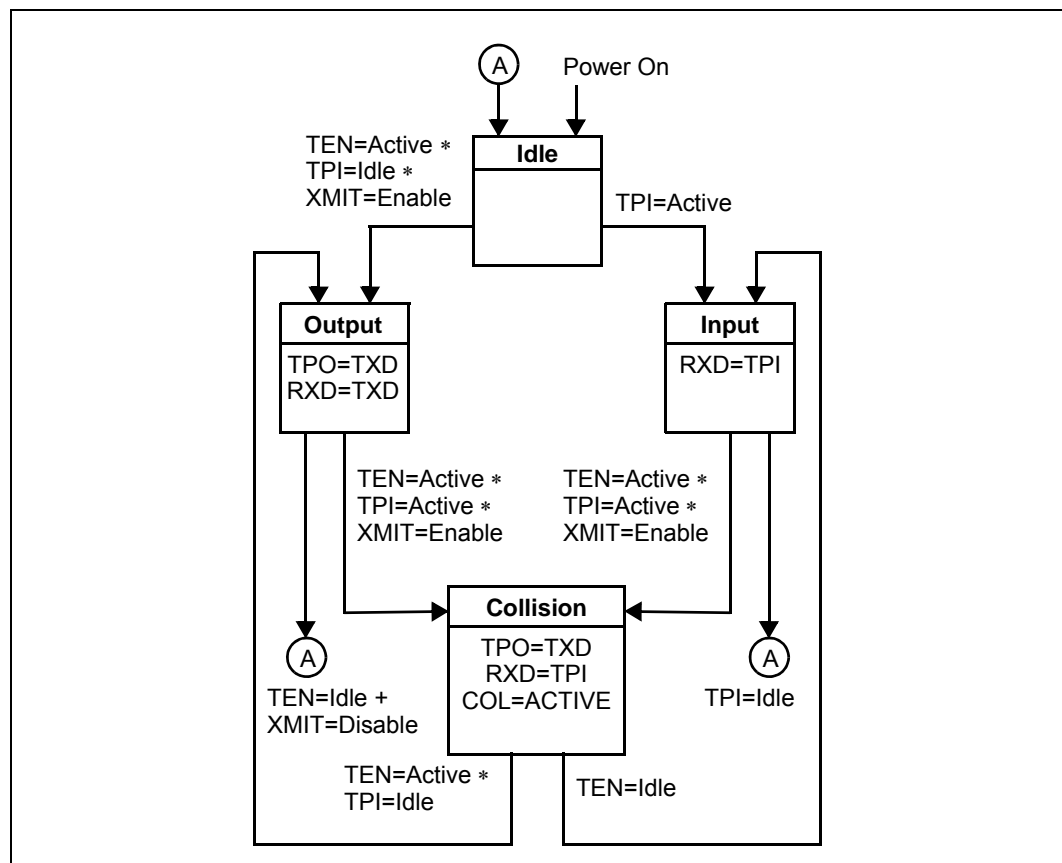 A
Power On
TEN=Active *
TPI=Idle *
XMIT=Enable
Idle
TPI=Active
Output
TPO=TXD
RXD=TXD
Input
RXD=TPI
TEN=Active *
TPI=Active *
XMIT=Enable
TEN=Active *
TPI=Active *
XMIT=Enable
Collision
TPO=TXD
RXD=TPI
COL=ACTIVE
A
TEN=Idle +
XMIT=Disable
A
TPI=Idle
TEN=Active *
TPI=Idle
TEN=Idle